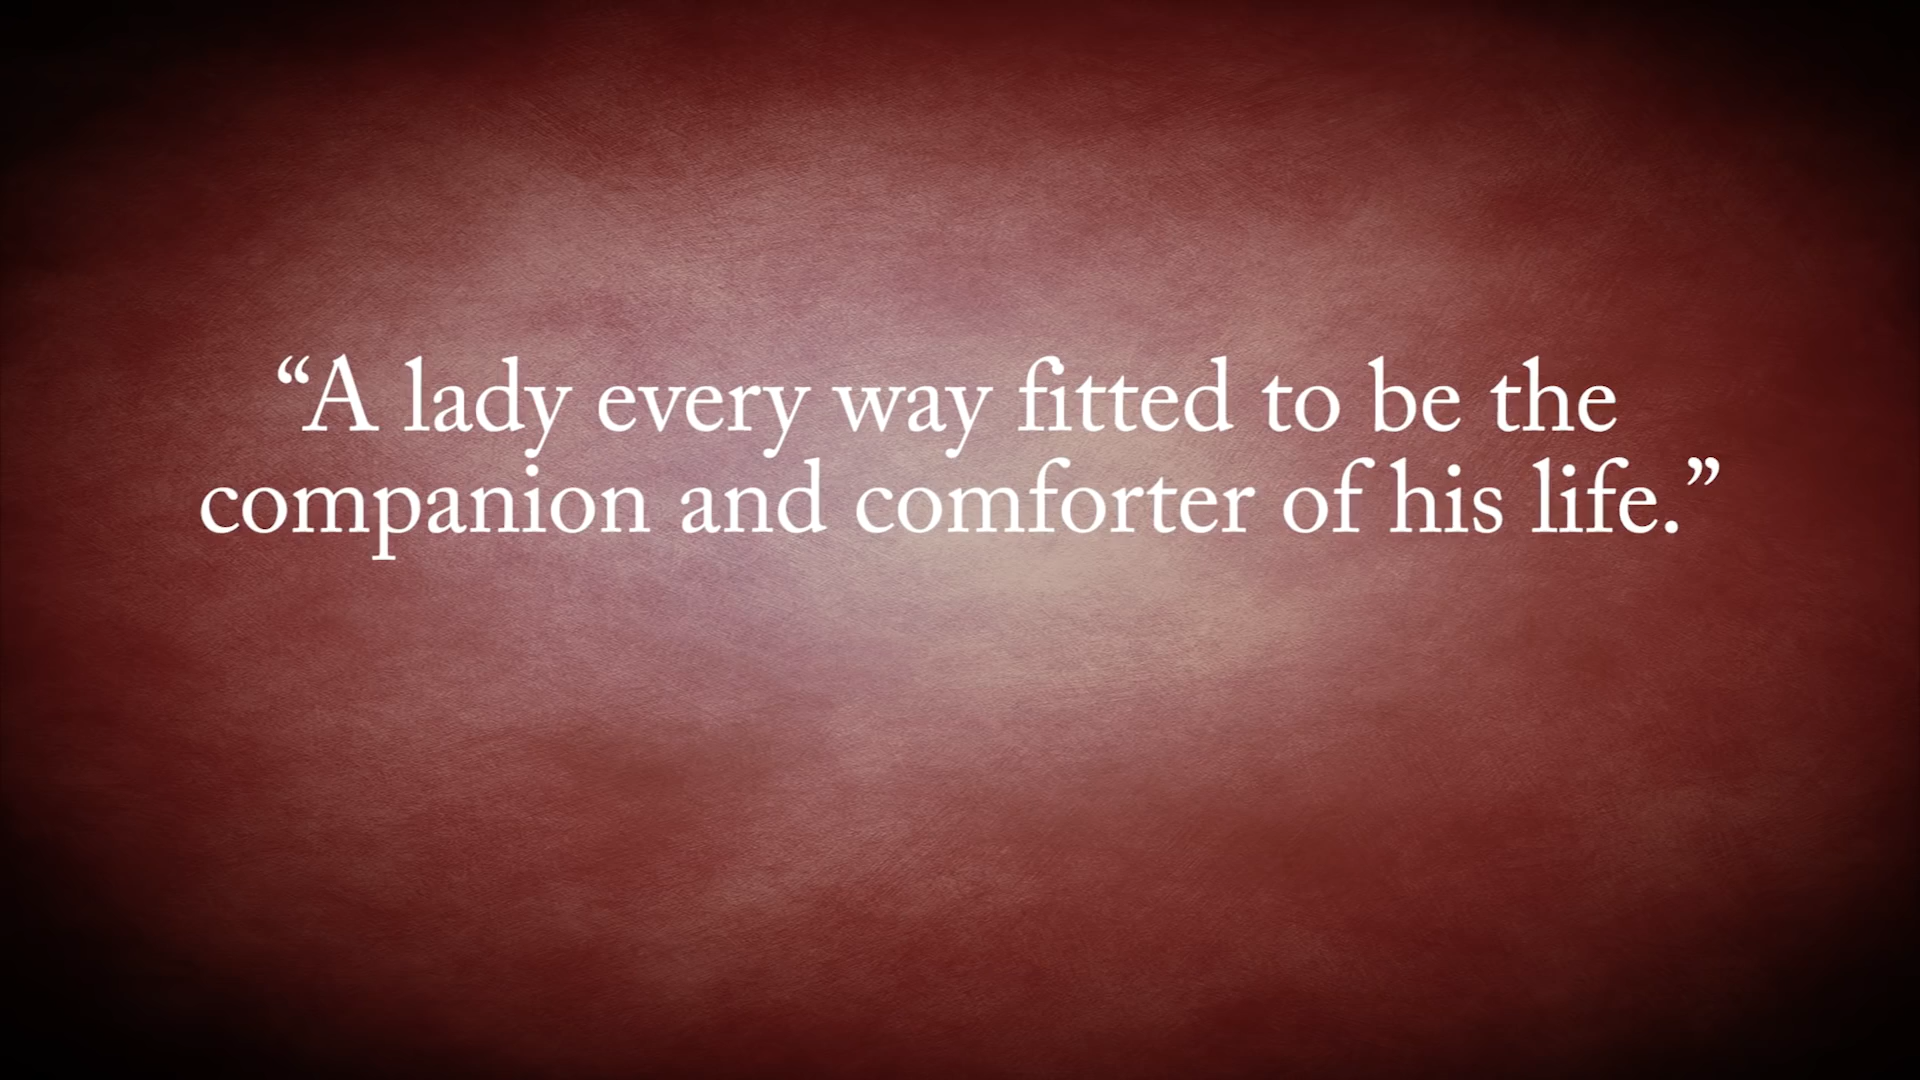 “A lady every way fitted to be the
companion and comforter of his life.”